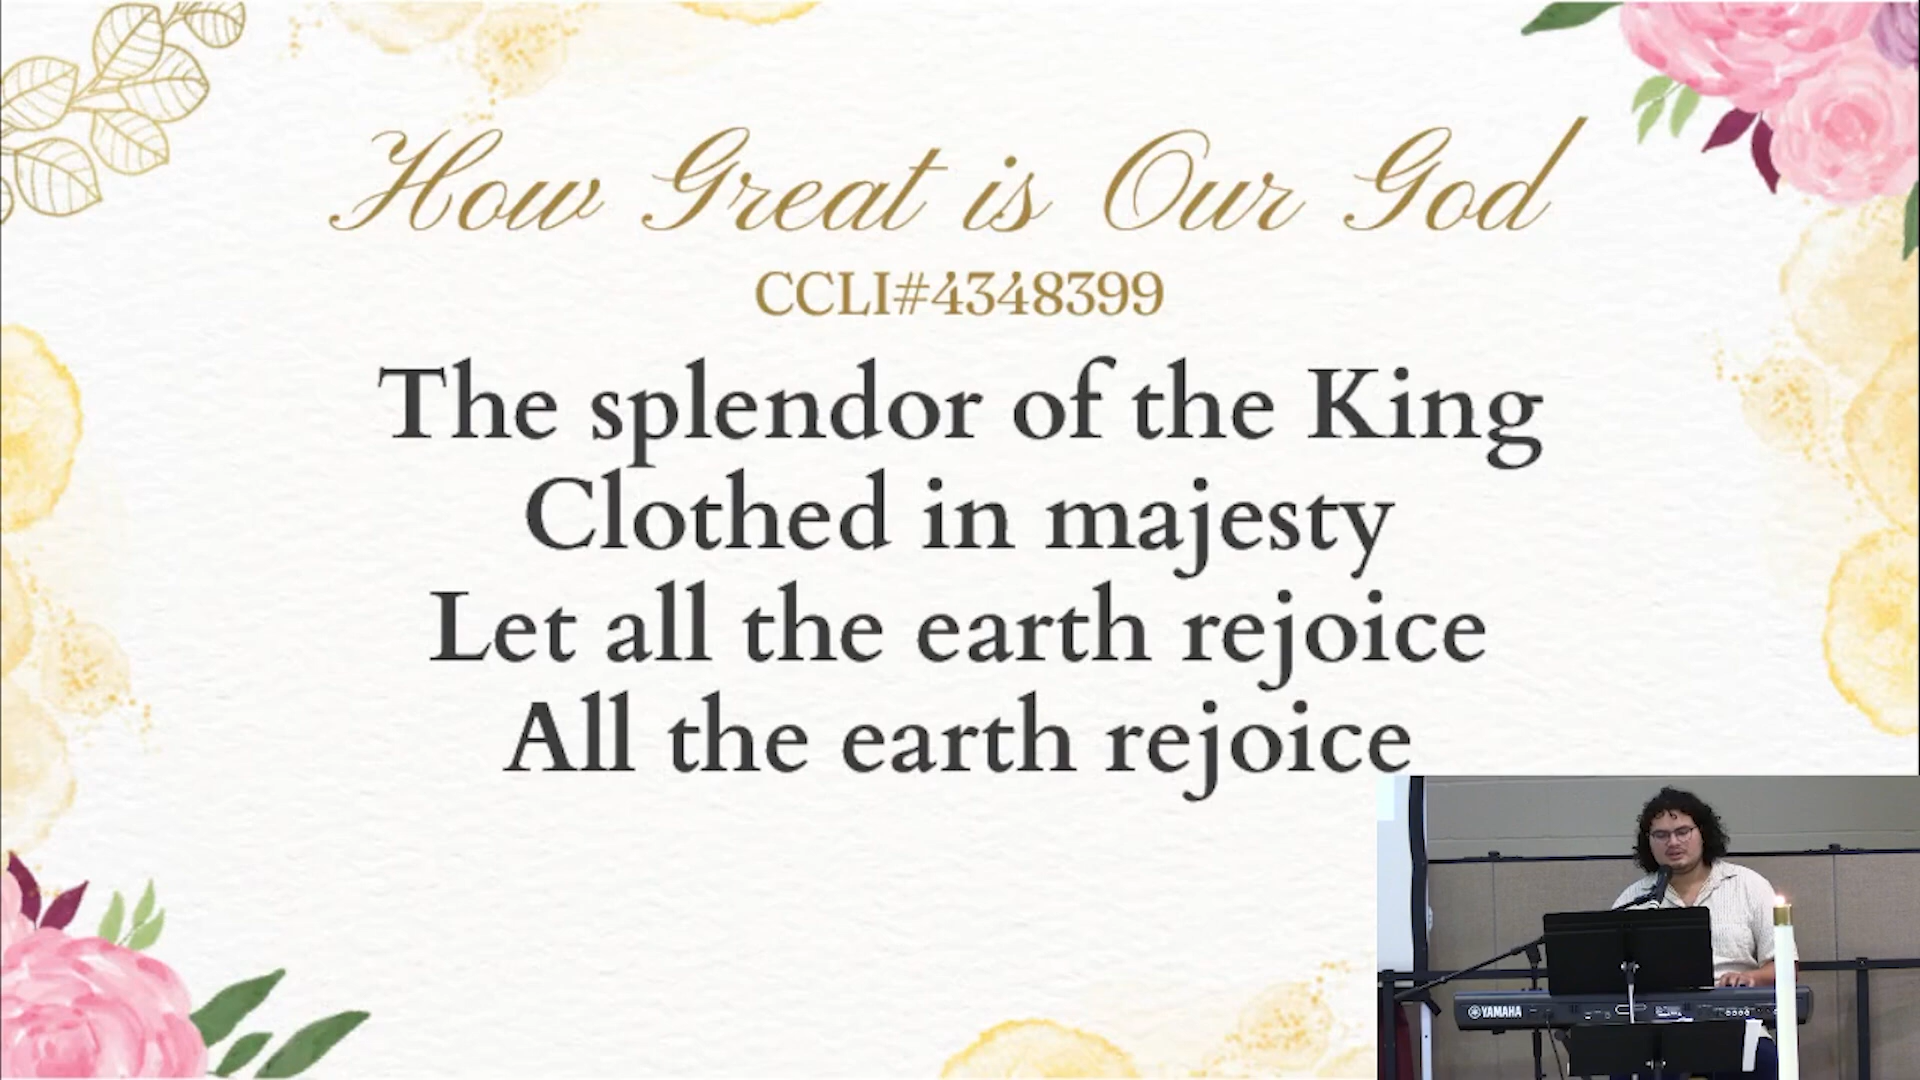 How Great is Our God
CCLI#4348399
The splendor of the King
Clothed in majesty
Let all the earth rejoice
All the earth rejoice
YAMAHA